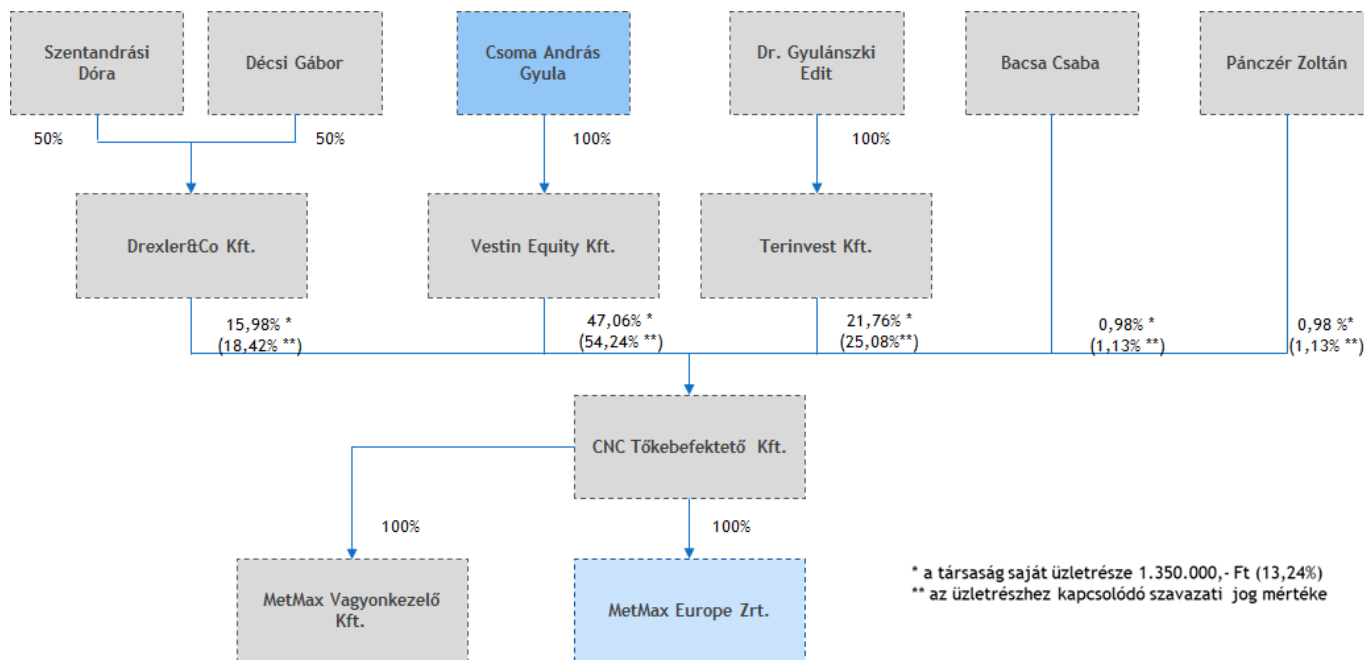 Szentandrási
Dóra
Décsi Gábor
Csoma András
Gyula
Dr. Gyulánszki
Edit
Bacsa Csaba
Pánczér Zoltán
50%
50%
100%
100%
Drexler&Co Kft.
Vestin Equity Kft.
Terinvest Kft.
15,98% *
(18,42% **)
47,06% *
(54,24% **)
21,76% *
(25,08%**)
0,98% *
(1,13% **)
0,98 %*
(1,13% **)
CNC Tőkebefektető Kft.
100%
100%
MetMax Vagyonkezelő
Kft.
MetMax Europe Zrt.
* a társaság saját üzletrésze 1.350.000,- Ft (13,24%)
** az üzletrészhez kapcsolódó szavazati jog mértéke